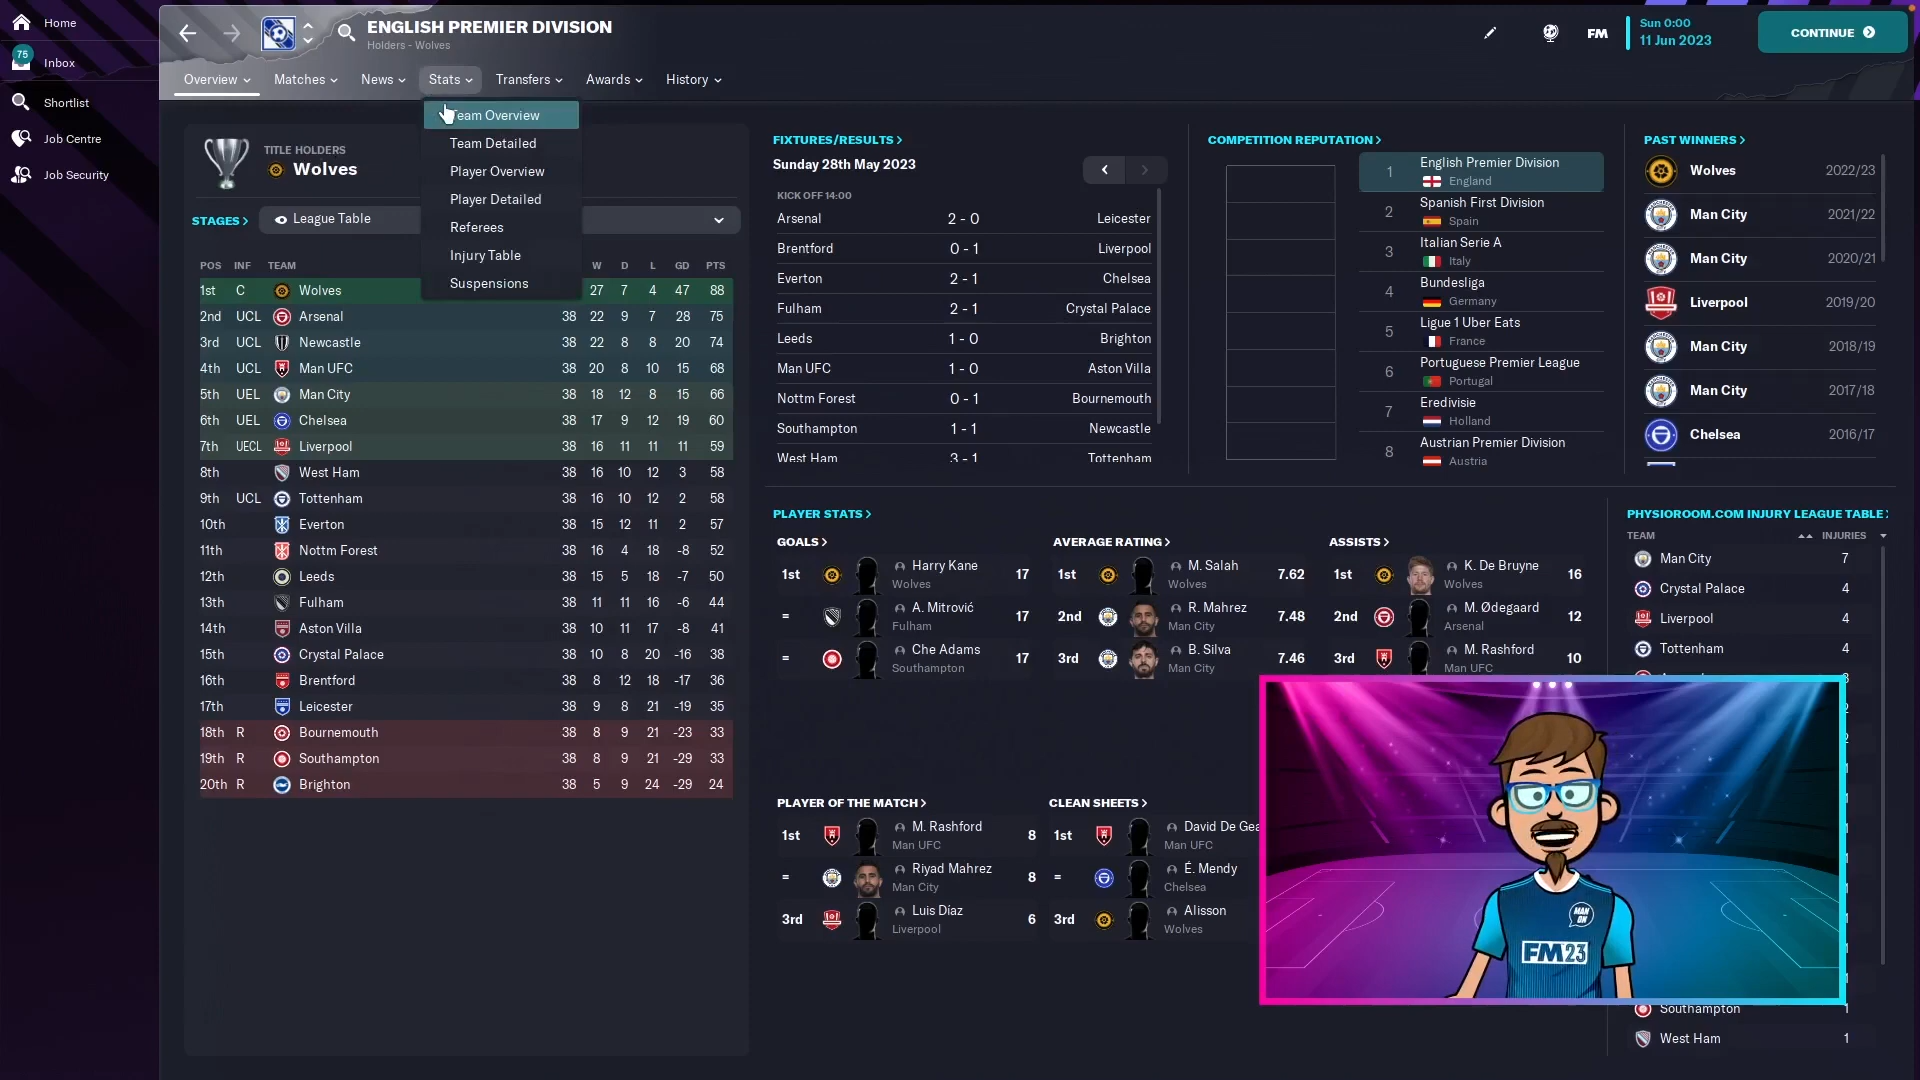 Home
75
Inbox
Shortlist
Job Centre
Job Security
ENGLISH PREMIER DIVISION
Holders - Wolves
FM
Sun 0:00
11 Jun 2023
CONTINUE
Overview Matches News Stats Transfers Awards History
Team Overview
Team Detailed
Player Overview
Player Detailed
Referees
Injury Table
Suspensions
TITLE HOLDERS
Wolves
STAGES
League Table
POS INF TEAM W D L GD PTS
1st C Wolves 27 7 4 47 88
2nd UCL Arsenal 38 22 9 7 28 75
3rd UCL Newcastle 38 22 8 8 20 74
4th UCL Man UFC 38 20 8 10 15 68
5th UEL Man City 38 18 12 8 15 66
6th UEL Chelsea 38 17 9 12 19 60
7th UECL Liverpool 38 16 11 11 11 59
8th West Ham 38 16 10 12 3 58
9th UCL Tottenham 38 16 10 12 2 58
10th Everton 38 15 12 11 2 57
11th Nottm Forest 38 16 4 18 -8 52
12th Leeds 38 15 5 18 -7 50
13th Fulham 38 11 11 16 -6 44
14th Aston Villa 38 10 11 17 -8 41
15th Crystal Palace 38 10 8 20 -16 38
16th Brentford 38 8 12 18 -17 36
17th Leicester 38 9 8 21 -19 35
18th R Bournemouth 38 8 9 21 -23 33
19th R Southampton 38 8 9 21 -29 33
20th R Brighton 38 5 9 24 -29 24
FIXTURES/RESULTS
Sunday 28th May 2023
KICK OFF 14:00
Arsenal 2 - 0 Leicester
Brentford 0 - 1 Liverpool
Everton 2 - 1 Chelsea
Fulham 2 - 1 Crystal Palace
Leeds 1 - 0 Brighton
Man UFC 1 - 0 Aston Villa
Nottm Forest 0 - 1 Bournemouth
Southampton 1 - 1 Newcastle
West Ham 3 - 1 Tottenham
COMPETITION REPUTATION
1 English Premier Division
England
2 Spanish First Division
Spain
3 Italian Serie A
Italy
4 Bundesliga
Germany
5 Ligue 1 Uber Eats
France
6 Portuguese Premier League
Portugal
7 Eredivisie
Holland
8 Austrian Premier Division
Austria
PAST WINNERS
Wolves 2022/23
Man City 2021/22
Man City 2020/21
Liverpool 2019/20
Man City 2018/19
Man City 2017/18
Chelsea 2016/17
PLAYER STATS
GOALS
1st Harry Kane 17
Wolves
= A. Mitrović 17
Fulham
= Che Adams 17
Southampton
AVERAGE RATING
1st M. Salah 7.62
Wolves
2nd R. Mahrez 7.48
Man City
3rd B. Silva 7.46
Man City
ASSISTS
1st K. De Bruyne 16
Wolves
2nd M. Ødegaard 12
Arsenal
3rd M. Rashford 10
Man UFC
PLAYER OF THE MATCH
1st M. Rashford 8
Man UFC
= Riyad Mahrez 8
Man City
3rd Luis Díaz 6
Liverpool
CLEAN SHEETS
1st David De Gea
Man UFC
= É. Mendy
Chelsea
3rd Alisson
Wolves
PHYSIOROOM.COM INJURY LEAGUE TABLE
TEAM INJURIES
Man City 7
Crystal Palace 4
Liverpool 4
Tottenham 4
Southampton 1
West Ham 1
MAN
ON
FM23